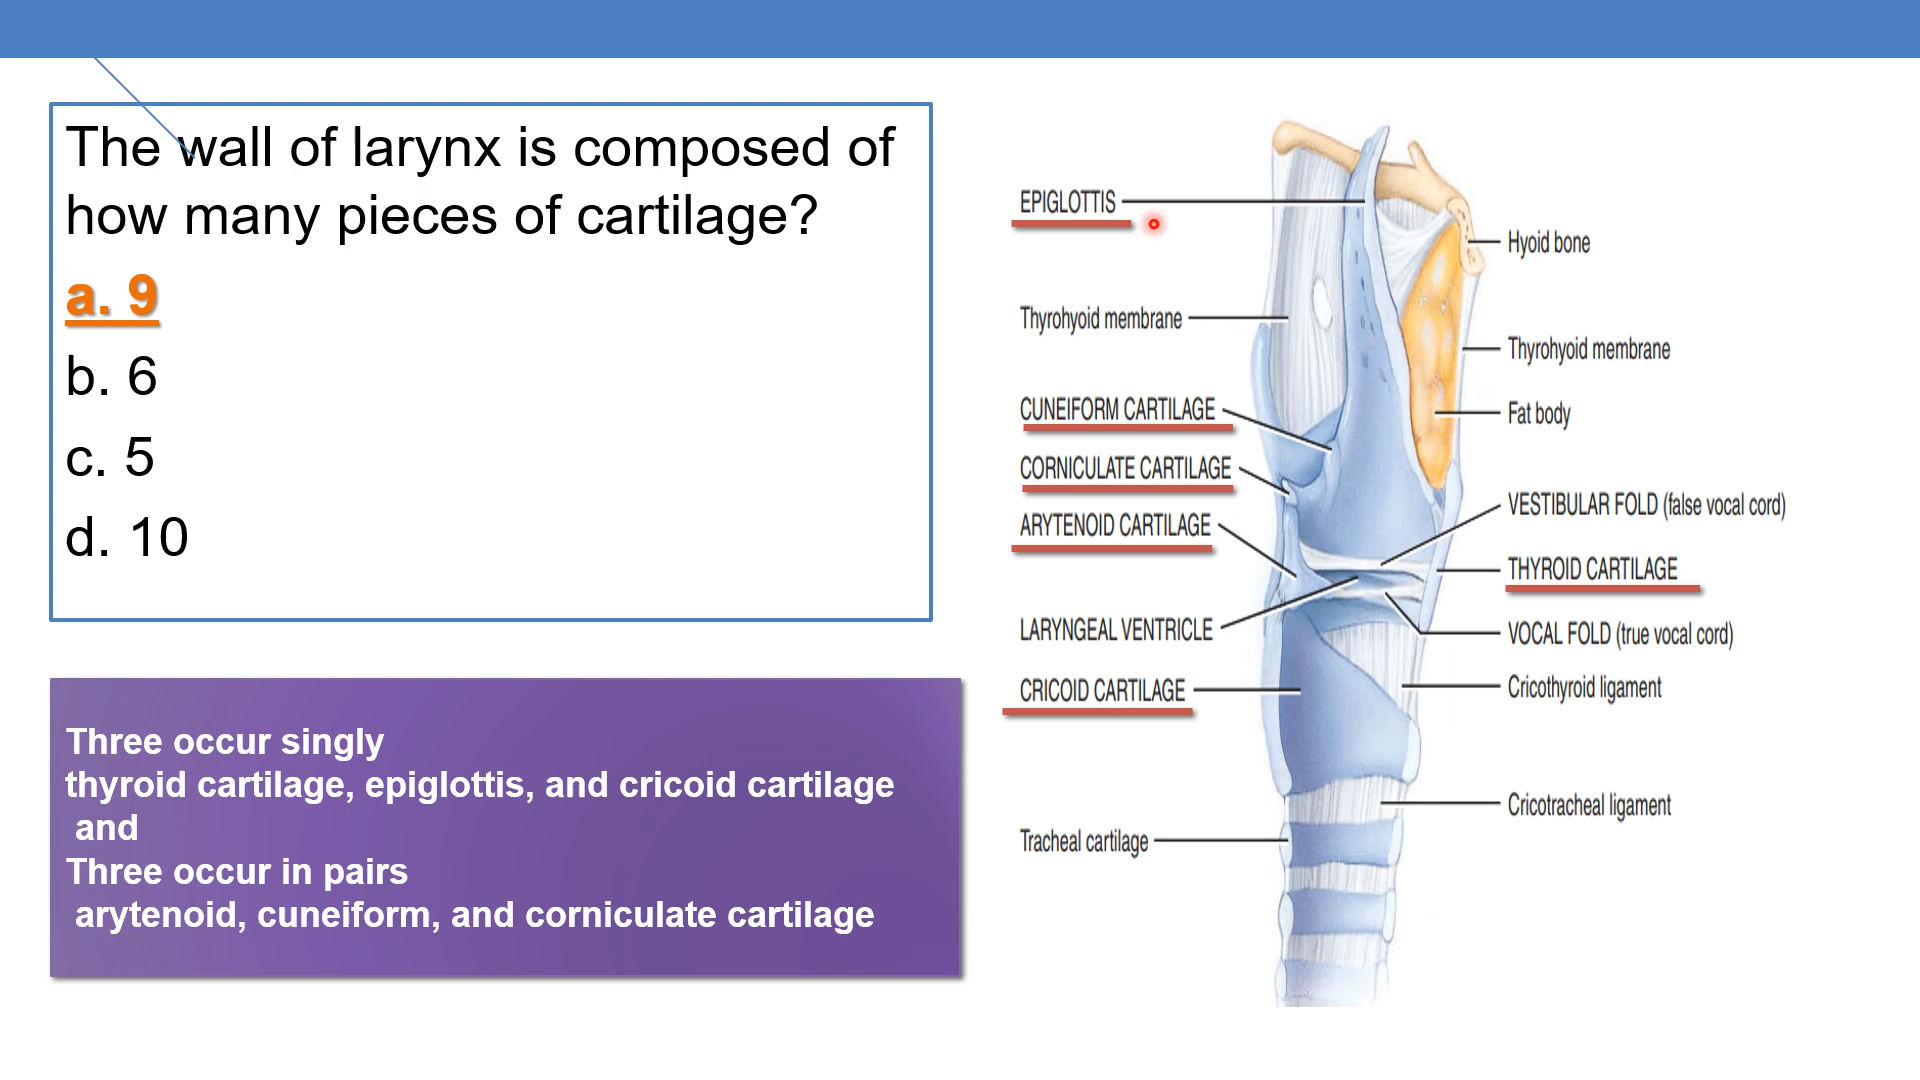 The wall of larynx is composed of
how many pieces of cartilage?
a. 9
b. 6
c. 5
d. 10
Three occur singly
thyroid cartilage, epiglottis, and cricoid cartilage
and
Three occur in pairs
arytenoid, cuneiform, and corniculate cartilage
EPIGLOTTIS
Thyrohyoid membrane
CUNEIFORM CARTILAGE
CORNICULATE CARTILAGE
ARYTENOID CARTILAGE
LARYNGEAL VENTRICLE
CRICOID CARTILAGE
Tracheal cartilage
Hyoid bone
Thyrohyoid membrane
Fat body
VESTIBULAR FOLD (false vocal cord)
THYROID CARTILAGE
VOCAL FOLD (true vocal cord)
Cricothyroid ligament
Cricotracheal ligament